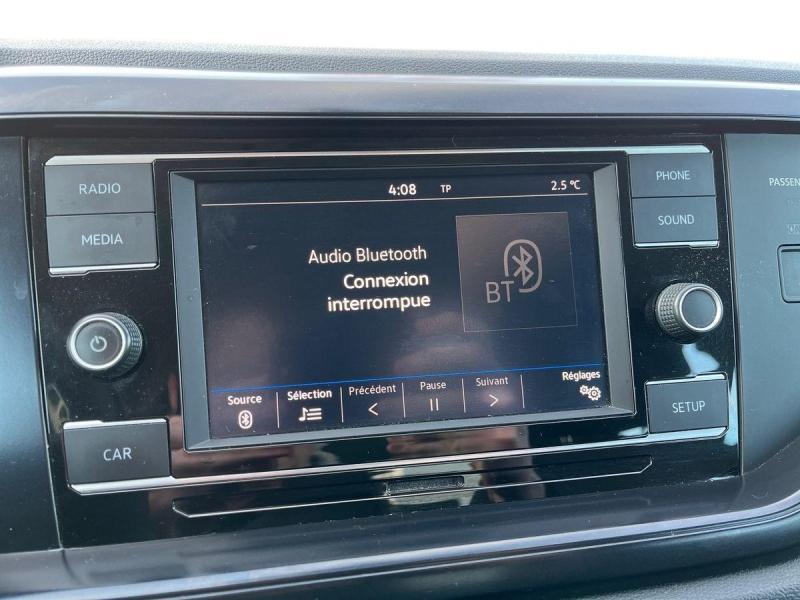 RADIO
MEDIA
CAR
4:08 TP 2.5 °C
Audio Bluetooth
Connexion
interrompue
BT
Source Sélection Précédent Pause Suivant Réglages
PHONE
SOUND
SETUP
PASSEN